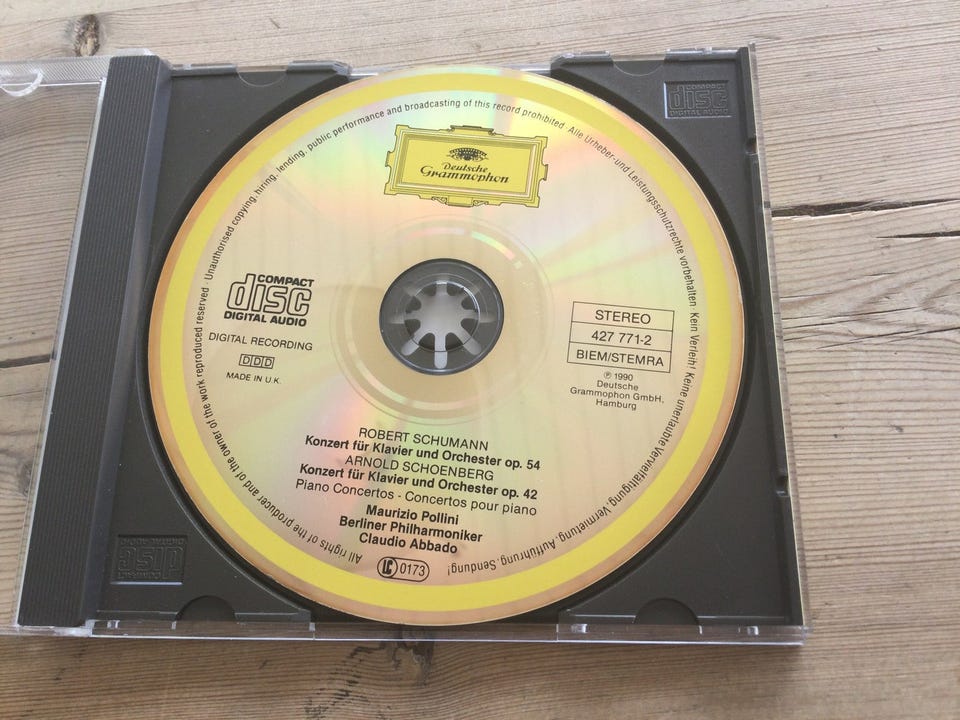 COMPACT
disc
DIGITAL AUDIO
Unauthorised copying, hiring, lending, public performance and broadcasting of this record prohibited · Alle Urheber- und Leistungsschutzrechte vorbehalten · Kein Verleih! Keine unerlaubte Vervielfältigung, Vermietung, Aufführung, Sendung!
Deutsche
Grammophon
COMPACT
disc
DIGITAL AUDIO
DIGITAL RECORDING
DDD
MADE IN U.K.
STEREO
427 771-2
BIEM/STEMRA
℗ 1990
Deutsche
Grammophon GmbH,
Hamburg
ROBERT SCHUMANN
Konzert für Klavier und Orchester op. 54
ARNOLD SCHOENBERG
Konzert für Klavier und Orchester op. 42
Piano Concertos - Concertos pour piano
Maurizio Pollini
Berliner Philharmoniker
Claudio Abbado
LC 0173
All rights of the producer and of the owner of the work reproduced reserved ·
COMPACT
disc
DIGITAL AUDIO